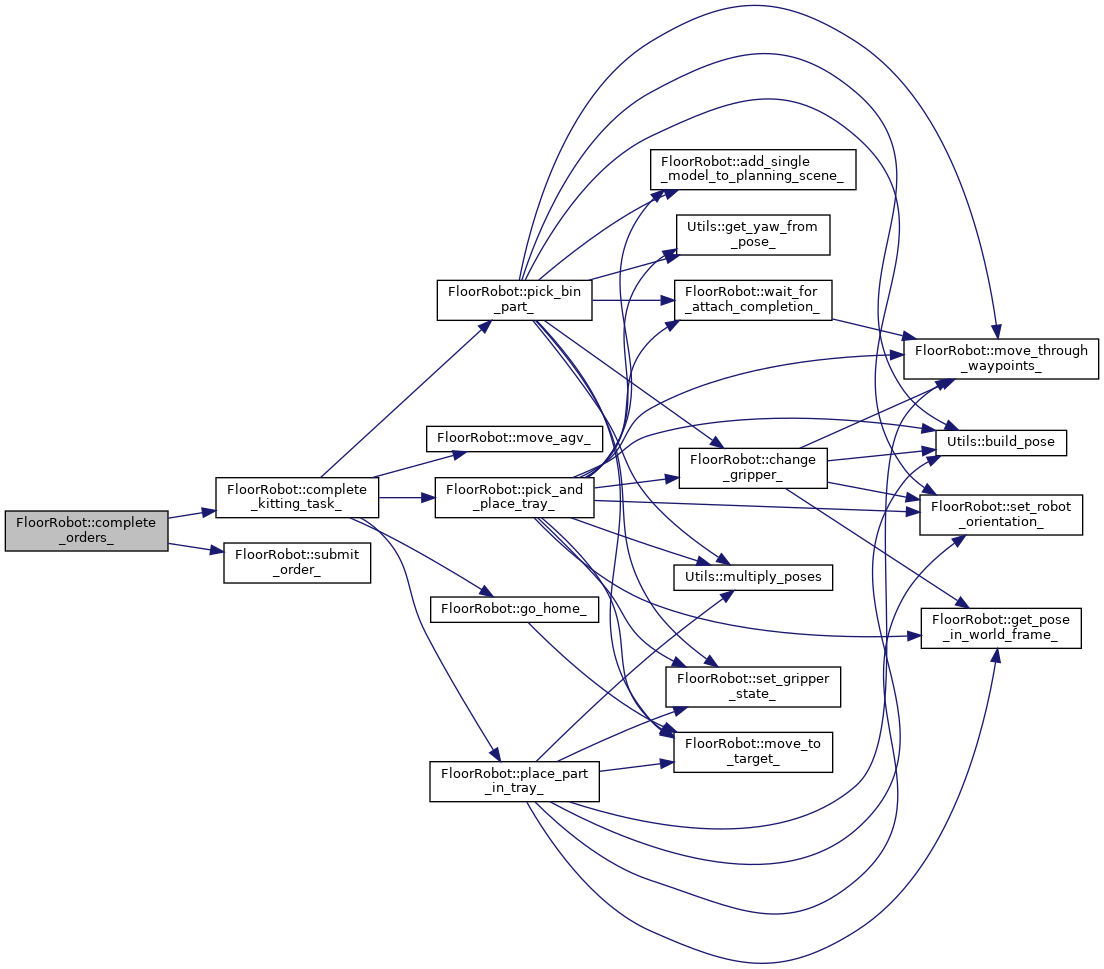 FloorRobot::complete
_orders_
FloorRobot::complete
_kitting_task_
FloorRobot::submit
_order_
FloorRobot::pick_bin
_part_
FloorRobot::move_agv_
FloorRobot::pick_and
_place_tray_
FloorRobot::go_home_
FloorRobot::place_part
_in_tray_
FloorRobot::add_single
_model_to_planning_scene_
Utils::get_yaw_from
_pose_
FloorRobot::wait_for
_attach_completion_
FloorRobot::change
_gripper_
Utils::multiply_poses
FloorRobot::set_gripper
_state_
FloorRobot::move_to
_target_
FloorRobot::move_through
_waypoints_
Utils::build_pose
FloorRobot::set_robot
_orientation_
FloorRobot::get_pose
_in_world_frame_